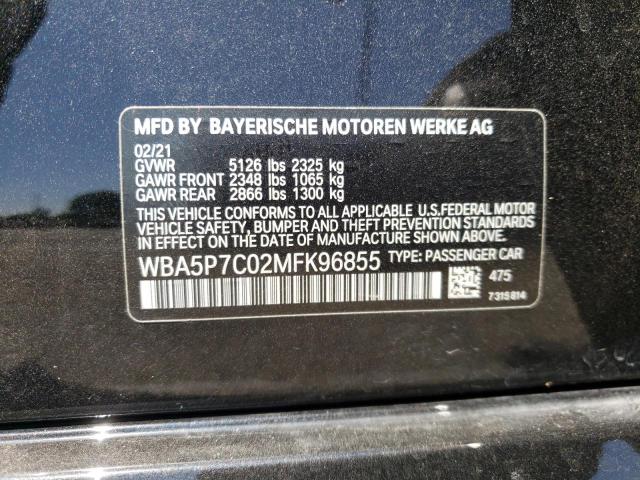 MFD BY BAYERISCHE MOTOREN WERKE AG
02/21
GVWR 5126 lbs 2325 kg
GAWR FRONT 2348 lbs 1065 kg
GAWR REAR 2866 lbs 1300 kg
THIS VEHICLE CONFORMS TO ALL APPLICABLE U.S.FEDERAL MOTOR
VEHICLE SAFETY, BUMPER AND THEFT PREVENTION STANDARDS
IN EFFECT ON THE DATE OF MANUFACTURE SHOWN ABOVE.
WBA5P7C02MFK96855 TYPE: PASSENGER CAR
475
7315814